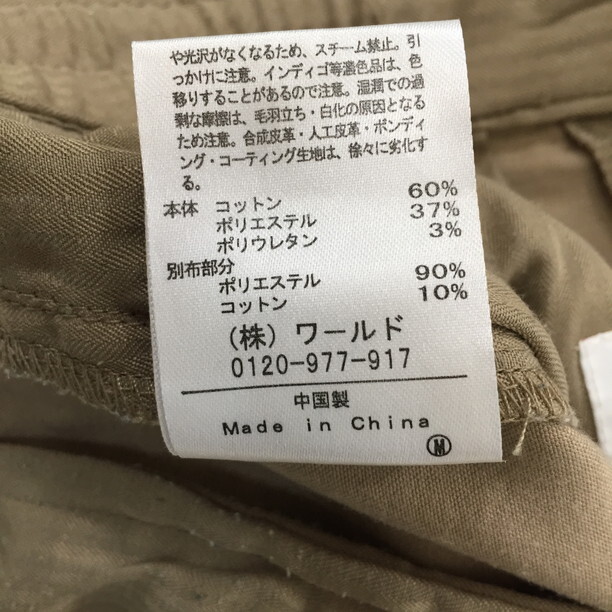 や光沢がなくなるため、スチーム禁止。引
っかけに注意。インディゴ等濃色品は、色
移りすることがあるので注意。湿潤での過
剰な摩擦は、毛羽立ち・白化の原因となる
ため注意。合成皮革・人工皮革・ボンディ
ング・コーティング生地は、徐々に劣化す
る。
本体 コットン 60%
ポリエステル 37%
ポリウレタン 3%
別布部分
ポリエステル 90%
コットン 10%
(株) ワールド
0120-977-917
中国製
Made in China
Ⓜ